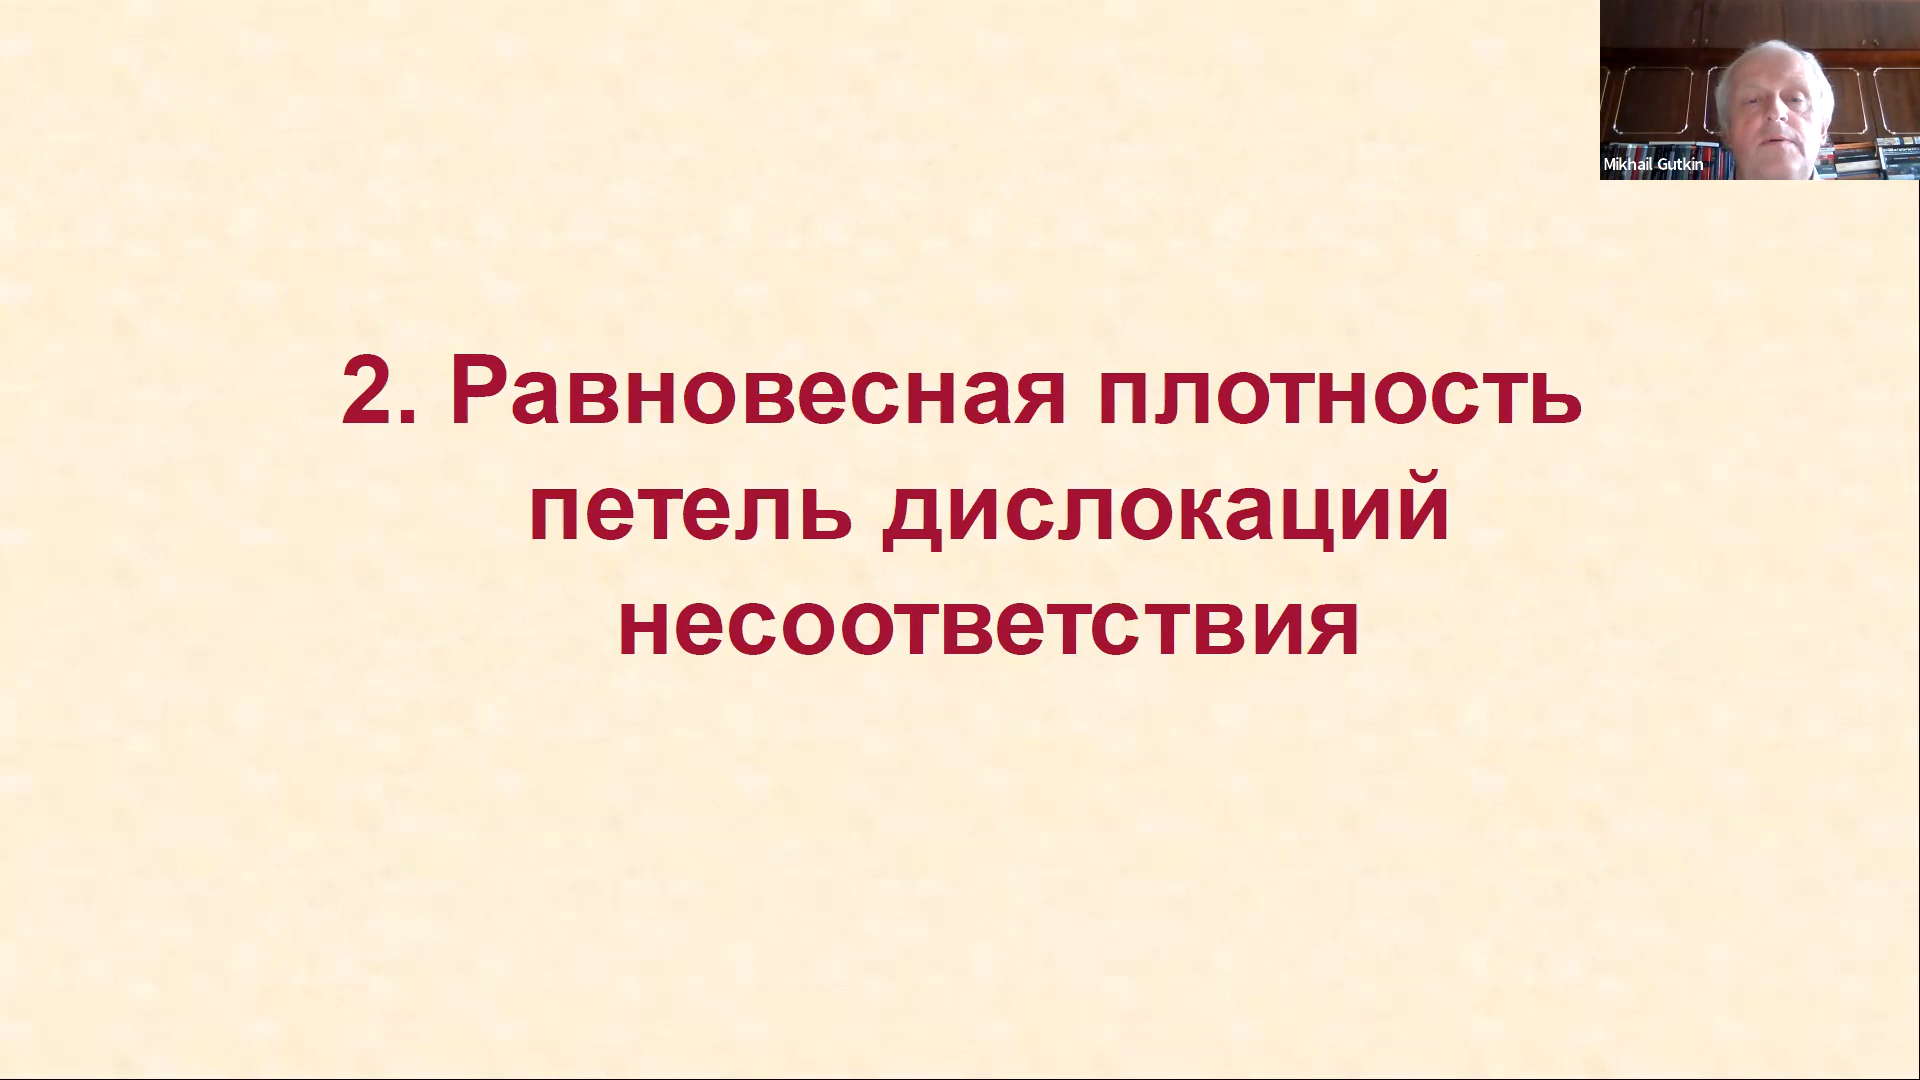 Mikhail Gutkin
2. Равновесная плотность
петель дислокаций
несоответствия